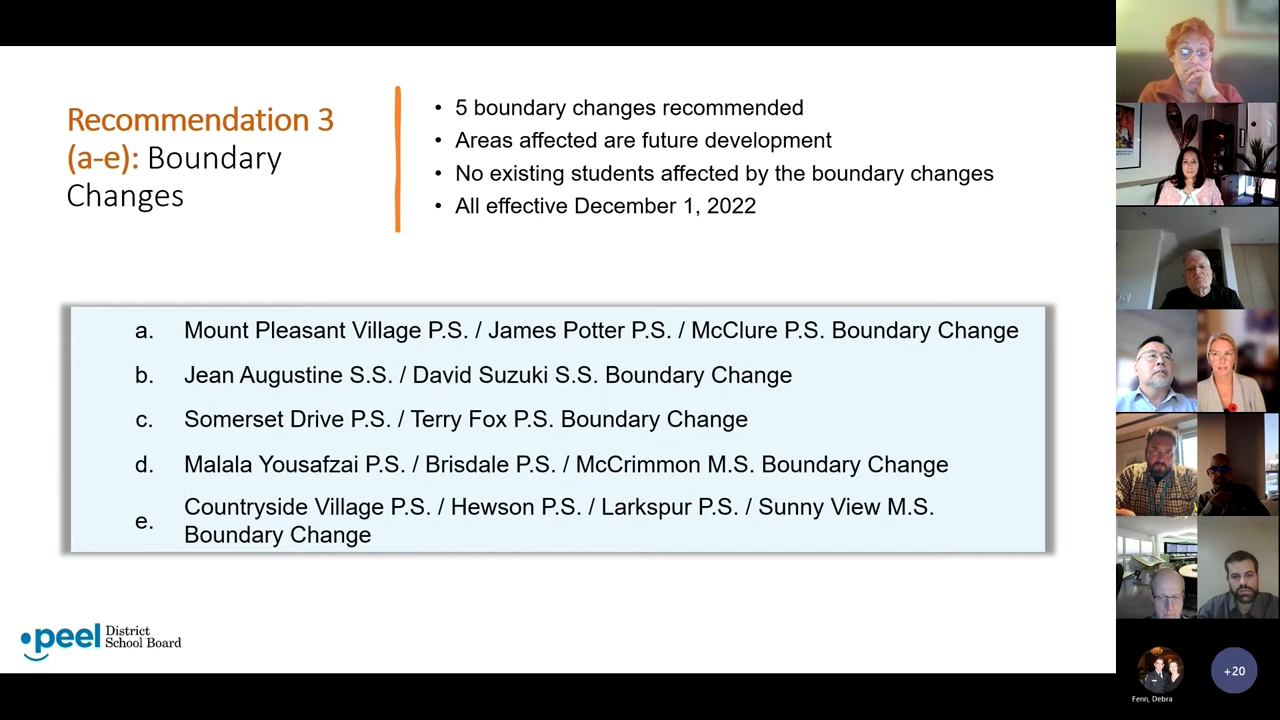 Recommendation 3
(a-e): Boundary
Changes
• 5 boundary changes recommended
• Areas affected are future development
• No existing students affected by the boundary changes
• All effective December 1, 2022
a. Mount Pleasant Village P.S. / James Potter P.S. / McClure P.S. Boundary Change
b. Jean Augustine S.S. / David Suzuki S.S. Boundary Change
c. Somerset Drive P.S. / Terry Fox P.S. Boundary Change
d. Malala Yousafzai P.S. / Brisdale P.S. / McCrimmon M.S. Boundary Change
e. Countryside Village P.S. / Hewson P.S. / Larkspur P.S. / Sunny View M.S.
Boundary Change
peel District
School Board
Fenn, Debra
+20